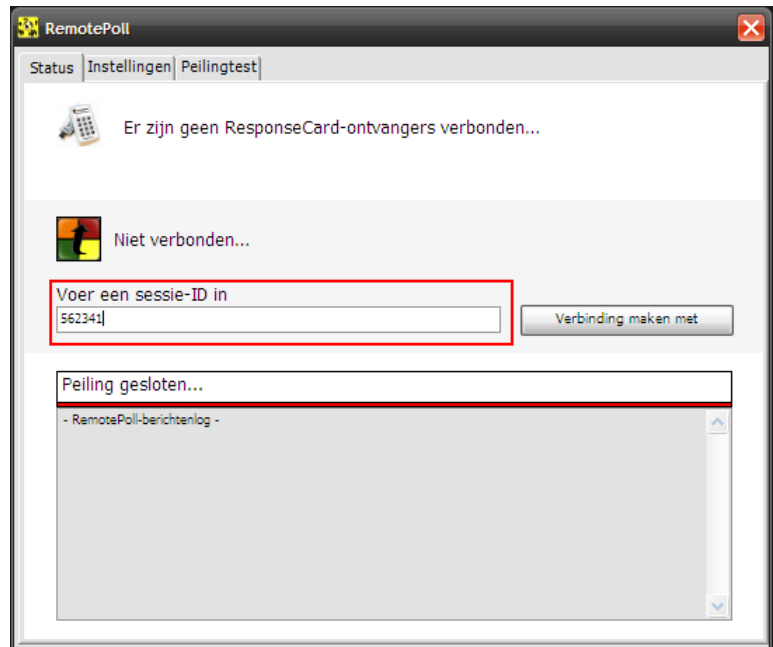 RemotePoll
Status Instellingen Peilingtest
Er zijn geen ResponseCard-ontvangers verbonden...
Niet verbonden...
Voer een sessie-ID in
562341
Verbinding maken met
Peiling gesloten...
- RemotePoll-berichtenlog -